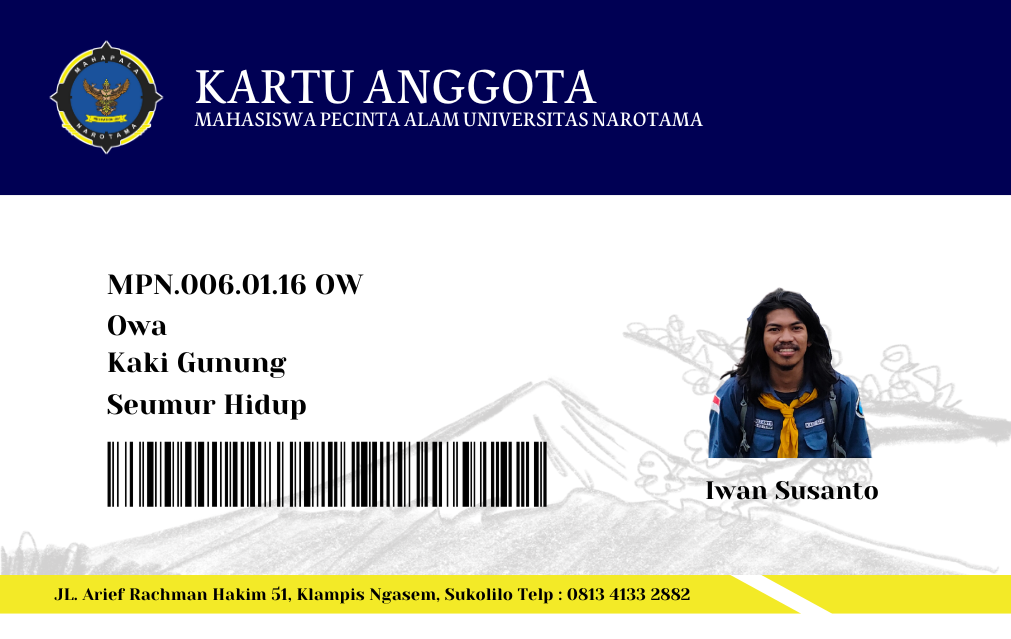 MAHAPALA
NAROTAMA
KARTU ANGGOTA
MAHASISWA PECINTA ALAM UNIVERSITAS NAROTAMA
MPN.006.01.16 OW
Owa
Kaki Gunung
Seumur Hidup
Iwan Susanto
JL. Arief Rachman Hakim 51, Klampis Ngasem, Sukolilo Telp : 0813 4133 2882